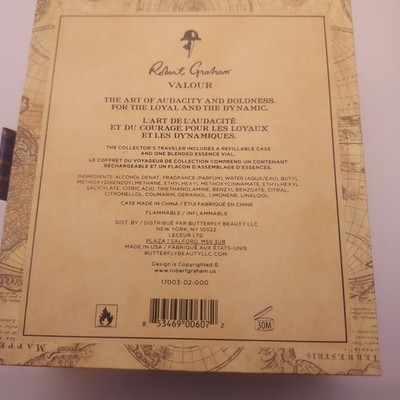 Robert Graham
VALOUR
THE ART OF AUDACITY AND BOLDNESS.
FOR THE LOYAL AND THE DYNAMIC.
L'ART DE L'AUDACITÉ
ET DU COURAGE POUR LES LOYAUX
ET LES DYNAMIQUES.
THE COLLECTOR'S TRAVELER INCLUDES A REFILLABLE CASE
AND ONE BLENDED ESSENCE VIAL.
LE COFFRET DU VOYAGEUR DE COLLECTION COMPREND UN CONTENANT
RECHARGEABLE ET UN FLACON D'ASSEMBLAGE D'ESSENCES.
INGREDIENTS: ALCOHOL DENAT., FRAGRANCE (PARFUM), WATER (AQUA/EAU), BUTYL
METHOXYDIBENZOYLMETHANE, ETHYLHEXYL METHOXYCINNAMATE, ETHYLHEXYL
SALICYLATE, CITRIC ACID, TRIETHANOLAMINE, BENZYL BENZOATE, CITRAL,
CITRONELLOL, COUMARIN, GERANIOL, LIMONENE, LINALOOL
CASE MADE IN CHINA / ÉTUI FABRIQUÉ EN CHINE
FLAMMABLE / INFLAMMABLE
DIST. BY / DISTRIBUÉ PAR BUTTERFLY BEAUTY LLC
NEW YORK, NY 10022
LECEUR LTD
PLAZA 1 SALFORD, M50 3UB
MADE IN USA / FABRIQUÉ AUX ÉTATS-UNIS
BUTTERFLYBEAUTYLLC.COM
Design is Copyrighted ©
www.robertgraham.us
17003-02-000
8 53469 00607 2
30M
MAPPE
TERRESTRIS